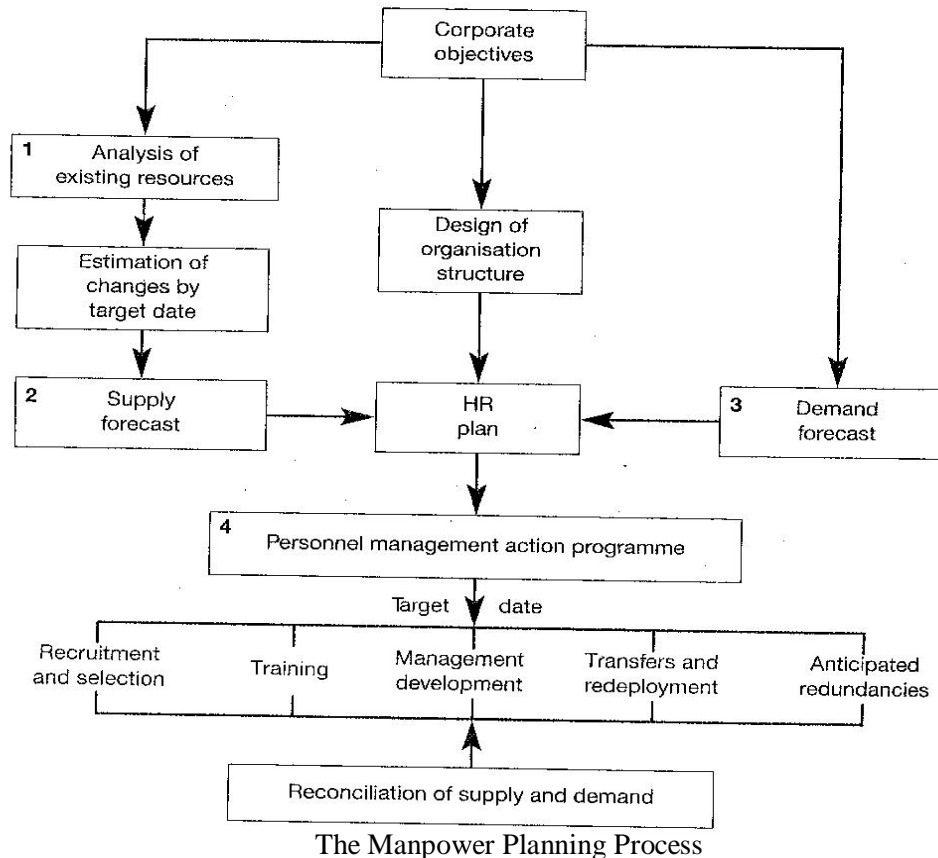 Corporate
objectives
1
Analysis of
existing resources
Estimation of
changes by
target date
Design of
organisation
structure
2
Supply
forecast
HR
plan
3
Demand
forecast
4
Personnel management action programme
Target date
Recruitment
and selection
Training
Management
development
Transfers and
redeployment
Anticipated
redundancies
Reconciliation of supply and demand
The Manpower Planning Process